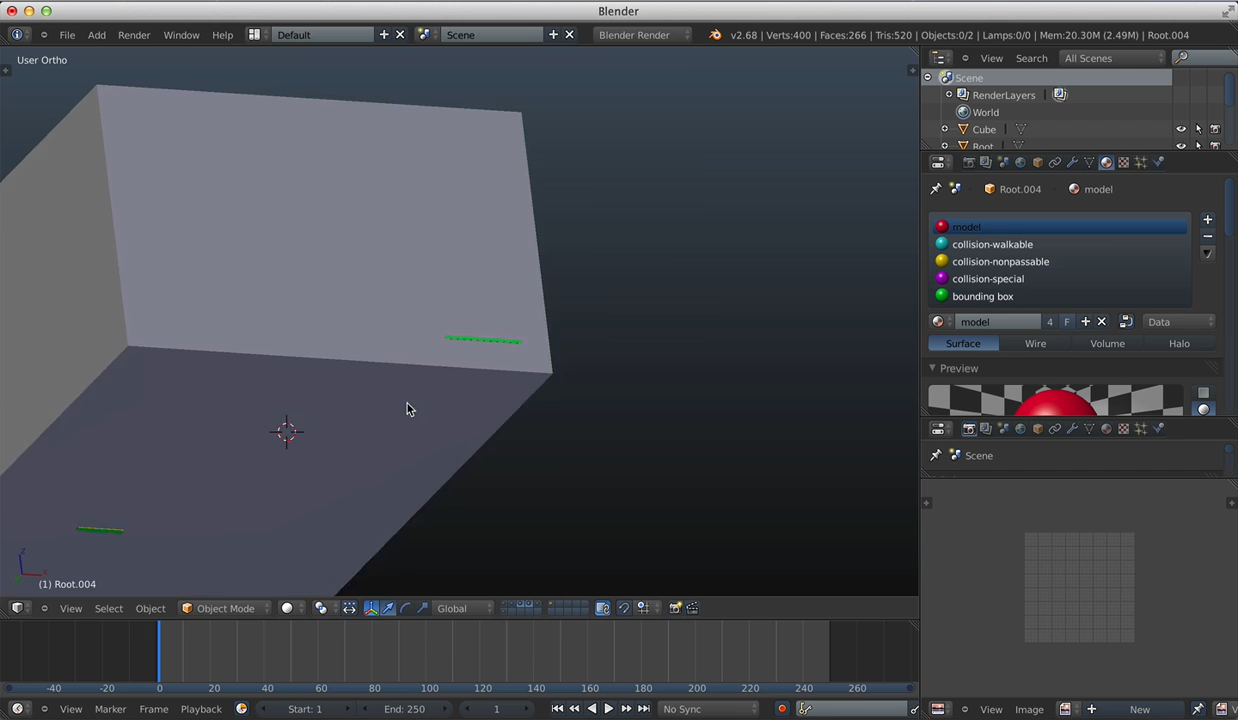 Blender
File Add Render Window Help Default Scene Blender Render v2.68 | Verts:400 | Faces:266 | Tris:520 | Objects:0/2 | Lamps:0/0 | Mem:20.30M (2.49M) | Root.004
User Ortho
View Search All Scenes
Scene
RenderLayers
World
Cube
Root
Root.004 model
model
collision-walkable
collision-nonpassable
collision-special
bounding box
model 4 F Data
Surface Wire Volume Halo
Preview
Scene
z
x
(1) Root.004
View Select Object Object Mode Global
-40 -20 0 20 40 60 80 100 120 140 160 180 200 220 240 260
View Marker Frame Playback Start: 1 End: 250 1 No Sync
View Image New